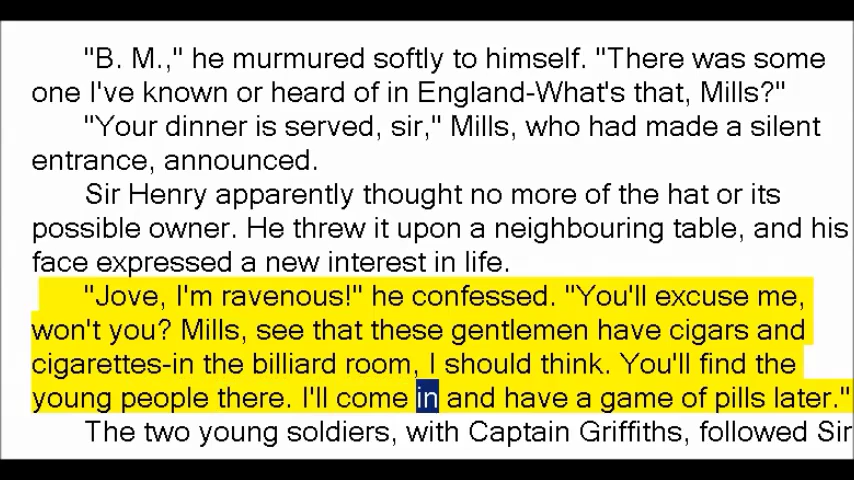 "B. M.," he murmured softly to himself. "There was some
one I've known or heard of in England-What's that, Mills?"
"Your dinner is served, sir," Mills, who had made a silent
entrance, announced.
Sir Henry apparently thought no more of the hat or its
possible owner. He threw it upon a neighbouring table, and his
face expressed a new interest in life.
"Jove, I'm ravenous!" he confessed. "You'll excuse me,
won't you? Mills, see that these gentlemen have cigars and
cigarettes-in the billiard room, I should think. You'll find the
young people there. I'll come in and have a game of pills later."
The two young soldiers, with Captain Griffiths, followed Sir